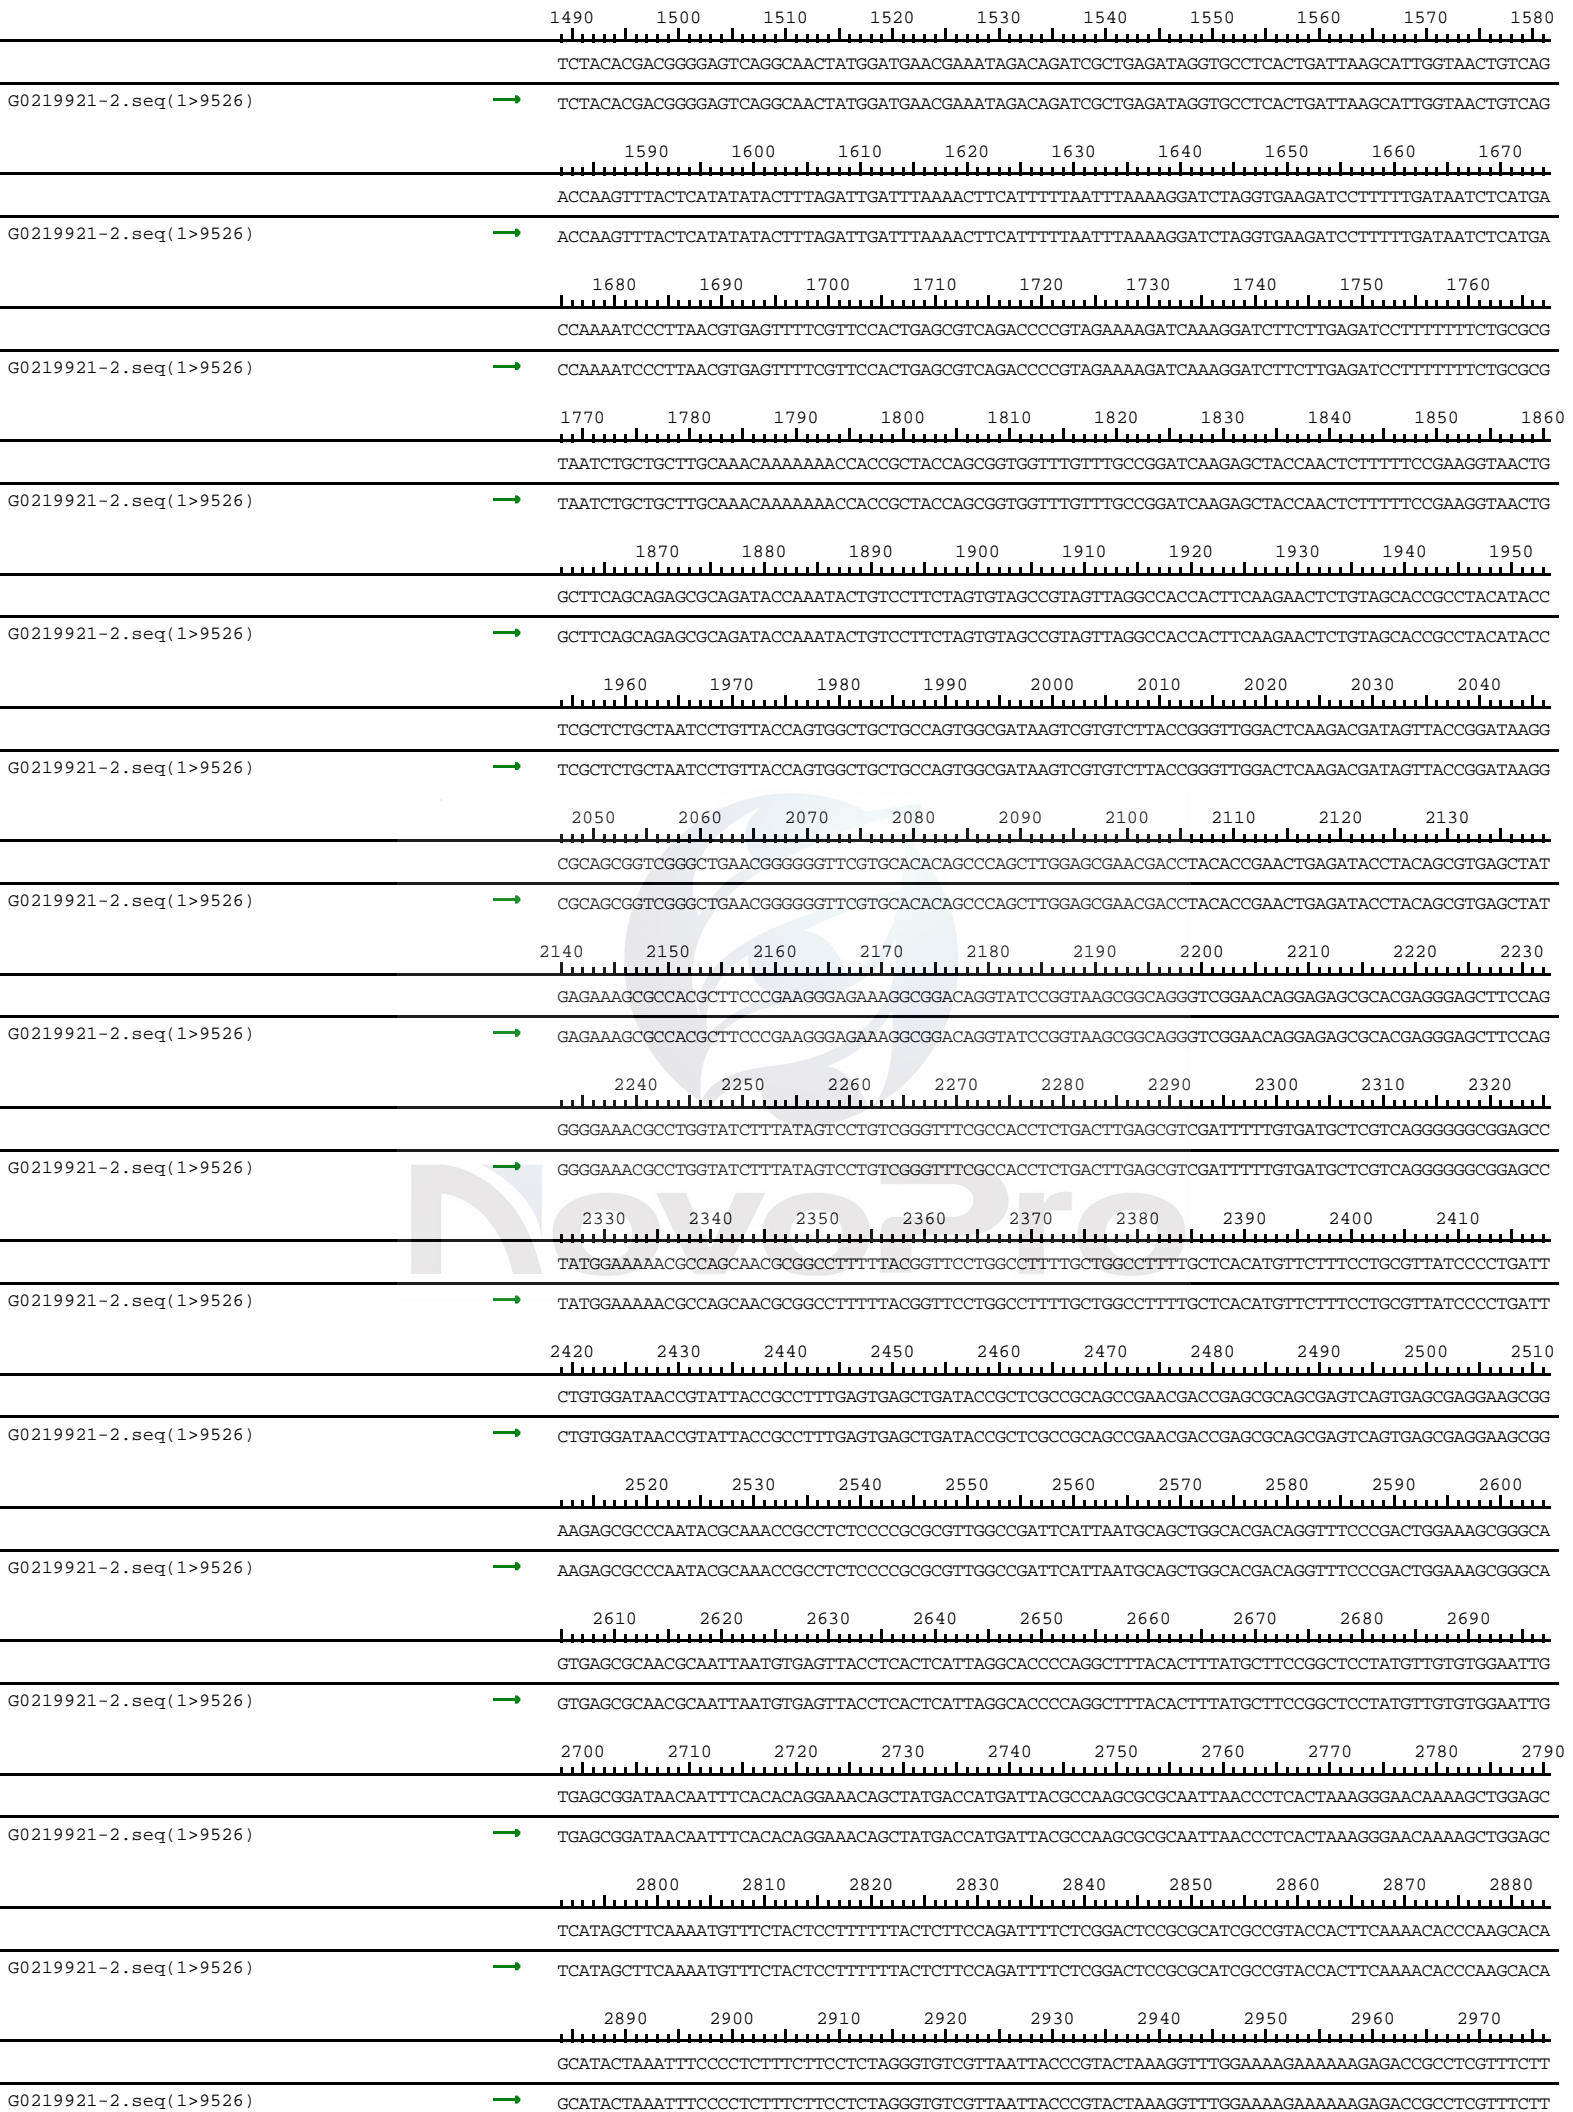 1490 1500 1510 1520 1530 1540 1550 1560 1570 1580
TCTACACGACGGGGAGTCAGGCAACTATGGATGAACGAAATAGACAGATCGCTGAGATAGGTGCCTCACTGATTAAGCATTGGTAACTGTCAG
G0219921-2.seq(1>9526) TCTACACGACGGGGAGTCAGGCAACTATGGATGAACGAAATAGACAGATCGCTGAGATAGGTGCCTCACTGATTAAGCATTGGTAACTGTCAG
1590 1600 1610 1620 1630 1640 1650 1660 1670
ACCAAGTTTACTCATATATACTTTAGATTGATTTAAAACTTCATTTTTAATTTAAAAGGATCTAGGTGAAGATCCTTTTTGATAATCTCATGA
G0219921-2.seq(1>9526) ACCAAGTTTACTCATATATACTTTAGATTGATTTAAAACTTCATTTTTAATTTAAAAGGATCTAGGTGAAGATCCTTTTTGATAATCTCATGA
1680 1690 1700 1710 1720 1730 1740 1750 1760
CCAAAATCCCTTAACGTGAGTTTTCGTTCCACTGAGCGTCAGACCCCGTAGAAAAGATCAAAGGATCTTCTTGAGATCCTTTTTTTCTGCGCG
G0219921-2.seq(1>9526) CCAAAATCCCTTAACGTGAGTTTTCGTTCCACTGAGCGTCAGACCCCGTAGAAAAGATCAAAGGATCTTCTTGAGATCCTTTTTTTCTGCGCG
1770 1780 1790 1800 1810 1820 1830 1840 1850 1860
TAATCTGCTGCTTGCAAACAAAAAAACCACCGCTACCAGCGGTGGTTTGTTTGCCGGATCAAGAGCTACCAACTCTTTTTCCGAAGGTAACTG
G0219921-2.seq(1>9526) TAATCTGCTGCTTGCAAACAAAAAAACCACCGCTACCAGCGGTGGTTTGTTTGCCGGATCAAGAGCTACCAACTCTTTTTCCGAAGGTAACTG
1870 1880 1890 1900 1910 1920 1930 1940 1950
GCTTCAGCAGAGCGCAGATACCAAATACTGTCCTTCTAGTGTAGCCGTAGTTAGGCCACCACTTCAAGAACTCTGTAGCACCGCCTACATACC
G0219921-2.seq(1>9526) GCTTCAGCAGAGCGCAGATACCAAATACTGTCCTTCTAGTGTAGCCGTAGTTAGGCCACCACTTCAAGAACTCTGTAGCACCGCCTACATACC
1960 1970 1980 1990 2000 2010 2020 2030 2040
TCGCTCTGCTAATCCTGTTACCAGTGGCTGCTGCCAGTGGCGATAAGTCGTGTCTTACCGGGTTGGACTCAAGACGATAGTTACCGGATAAGG
G0219921-2.seq(1>9526) TCGCTCTGCTAATCCTGTTACCAGTGGCTGCTGCCAGTGGCGATAAGTCGTGTCTTACCGGGTTGGACTCAAGACGATAGTTACCGGATAAGG
2050 2060 2070 2080 2090 2100 2110 2120 2130
CGCAGCGGTCGGGCTGAACGGGGGGTTCGTGCACACAGCCCAGCTTGGAGCGAACGACCTACACCGAACTGAGATACCTACAGCGTGAGCTAT
G0219921-2.seq(1>9526) CGCAGCGGTCGGGCTGAACGGGGGGTTCGTGCACACAGCCCAGCTTGGAGCGAACGACCTACACCGAACTGAGATACCTACAGCGTGAGCTAT
2140 2150 2160 2170 2180 2190 2200 2210 2220 2230
GAGAAAGCGCCACGCTTCCCGAAGGGAGAAAGGCGGACAGGTATCCGGTAAGCGGCAGGGTCGGAACAGGAGAGCGCACGAGGGAGCTTCCAG
G0219921-2.seq(1>9526) GAGAAAGCGCCACGCTTCCCGAAGGGAGAAAGGCGGACAGGTATCCGGTAAGCGGCAGGGTCGGAACAGGAGAGCGCACGAGGGAGCTTCCAG
2240 2250 2260 2270 2280 2290 2300 2310 2320
GGGGAAACGCCTGGTATCTTTATAGTCCTGTCGGGTTTCGCCACCTCTGACTTGAGCGTCGATTTTTGTGATGCTCGTCAGGGGGGCGGAGCC
G0219921-2.seq(1>9526) GGGGAAACGCCTGGTATCTTTATAGTCCTGTCGGGTTTCGCCACCTCTGACTTGAGCGTCGATTTTTGTGATGCTCGTCAGGGGGGCGGAGCC
NovoPro
2330 2340 2350 2360 2370 2380 2390 2400 2410
TATGGAAAAACGCCAGCAACGCGGCCTTTTTACGGTTCCTGGCCTTTTGCTGGCCTTTTGCTCACATGTTCTTTCCTGCGTTATCCCCTGATT
G0219921-2.seq(1>9526) TATGGAAAAACGCCAGCAACGCGGCCTTTTTACGGTTCCTGGCCTTTTGCTGGCCTTTTGCTCACATGTTCTTTCCTGCGTTATCCCCTGATT
2420 2430 2440 2450 2460 2470 2480 2490 2500 2510
CTGTGGATAACCGTATTACCGCCTTTGAGTGAGCTGATACCGCTCGCCGCAGCCGAACGACCGAGCGCAGCGAGTCAGTGAGCGAGGAAGCGG
G0219921-2.seq(1>9526) CTGTGGATAACCGTATTACCGCCTTTGAGTGAGCTGATACCGCTCGCCGCAGCCGAACGACCGAGCGCAGCGAGTCAGTGAGCGAGGAAGCGG
2520 2530 2540 2550 2560 2570 2580 2590 2600
AAGAGCGCCCAATACGCAAACCGCCTCTCCCCGCGCGTTGGCCGATTCATTAATGCAGCTGGCACGACAGGTTTCCCGACTGGAAAGCGGGCA
G0219921-2.seq(1>9526) AAGAGCGCCCAATACGCAAACCGCCTCTCCCCGCGCGTTGGCCGATTCATTAATGCAGCTGGCACGACAGGTTTCCCGACTGGAAAGCGGGCA
2610 2620 2630 2640 2650 2660 2670 2680 2690
GTGAGCGCAACGCAATTAATGTGAGTTACCTCACTCATTAGGCACCCCAGGCTTTACACTTTATGCTTCCGGCTCCTATGTTGTGTGGAATTG
G0219921-2.seq(1>9526) GTGAGCGCAACGCAATTAATGTGAGTTACCTCACTCATTAGGCACCCCAGGCTTTACACTTTATGCTTCCGGCTCCTATGTTGTGTGGAATTG
2700 2710 2720 2730 2740 2750 2760 2770 2780 2790
TGAGCGGATAACAATTTCACACAGGAAACAGCTATGACCATGATTACGCCAAGCGCGCAATTAACCCTCACTAAAGGGAACAAAAGCTGGAGC
G0219921-2.seq(1>9526) TGAGCGGATAACAATTTCACACAGGAAACAGCTATGACCATGATTACGCCAAGCGCGCAATTAACCCTCACTAAAGGGAACAAAAGCTGGAGC
2800 2810 2820 2830 2840 2850 2860 2870 2880
TCATAGCTTCAAAATGTTTCTACTCCTTTTTTACTCTTCCAGATTTTCTCGGACTCCGCGCATCGCCGTACCACTTCAAAACACCCAAGCACA
G0219921-2.seq(1>9526) TCATAGCTTCAAAATGTTTCTACTCCTTTTTTACTCTTCCAGATTTTCTCGGACTCCGCGCATCGCCGTACCACTTCAAAACACCCAAGCACA
2890 2900 2910 2920 2930 2940 2950 2960 2970
GCATACTAAATTTCCCCTCTTTCTTCCTCTAGGGTGTCGTTAATTACCCGTACTAAAGGTTTGGAAAAGAAAAAAGAGACCGCCTCGTTTCTT
G0219921-2.seq(1>9526) GCATACTAAATTTCCCCTCTTTCTTCCTCTAGGGTGTCGTTAATTACCCGTACTAAAGGTTTGGAAAAGAAAAAAGAGACCGCCTCGTTTCTT